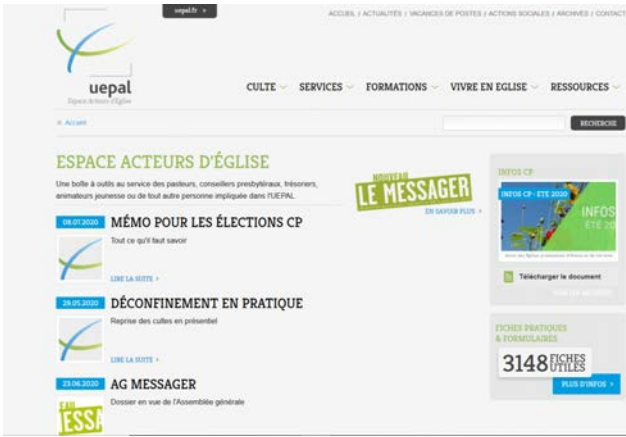 uepal.fr
ACCUEIL / ACTUALITÉS / VACANCES DE POSTES / ACTIONS SOCIALES / ARCHIVES / CONTACT
uepal
Espace Acteurs d'Église
CULTE SERVICES FORMATIONS VIVRE EN EGLISE RESSOURCES
Accueil
RECHERCHE
ESPACE ACTEURS D'ÉGLISE
Une boîte à outils au service des pasteurs, conseillers presbytéraux, trésoriers,
animateurs jeunesse ou de tout autre personne impliquée dans l'UEPAL.
NOUVEAU
LE MESSAGER
EN SAVOIR PLUS >
08.07.2020 MÉMO POUR LES ÉLECTIONS CP
Tout ce qu'il faut savoir
LIRE LA SUITE >
29.05.2020 DÉCONFINEMENT EN PRATIQUE
Reprise des cultes en présentiel
LIRE LA SUITE >
23.06.2020 AG MESSAGER
Dossier en vue de l'Assemblée générale
EAU
ESSA
INFOS CP
INFOS CP - ETE 2020
INFOS
ETE 20
Télécharger le document
FICHES PRATIQUES
& FORMULAIRES
3148 FICHES
UTILES
PLUS D'INFOS >